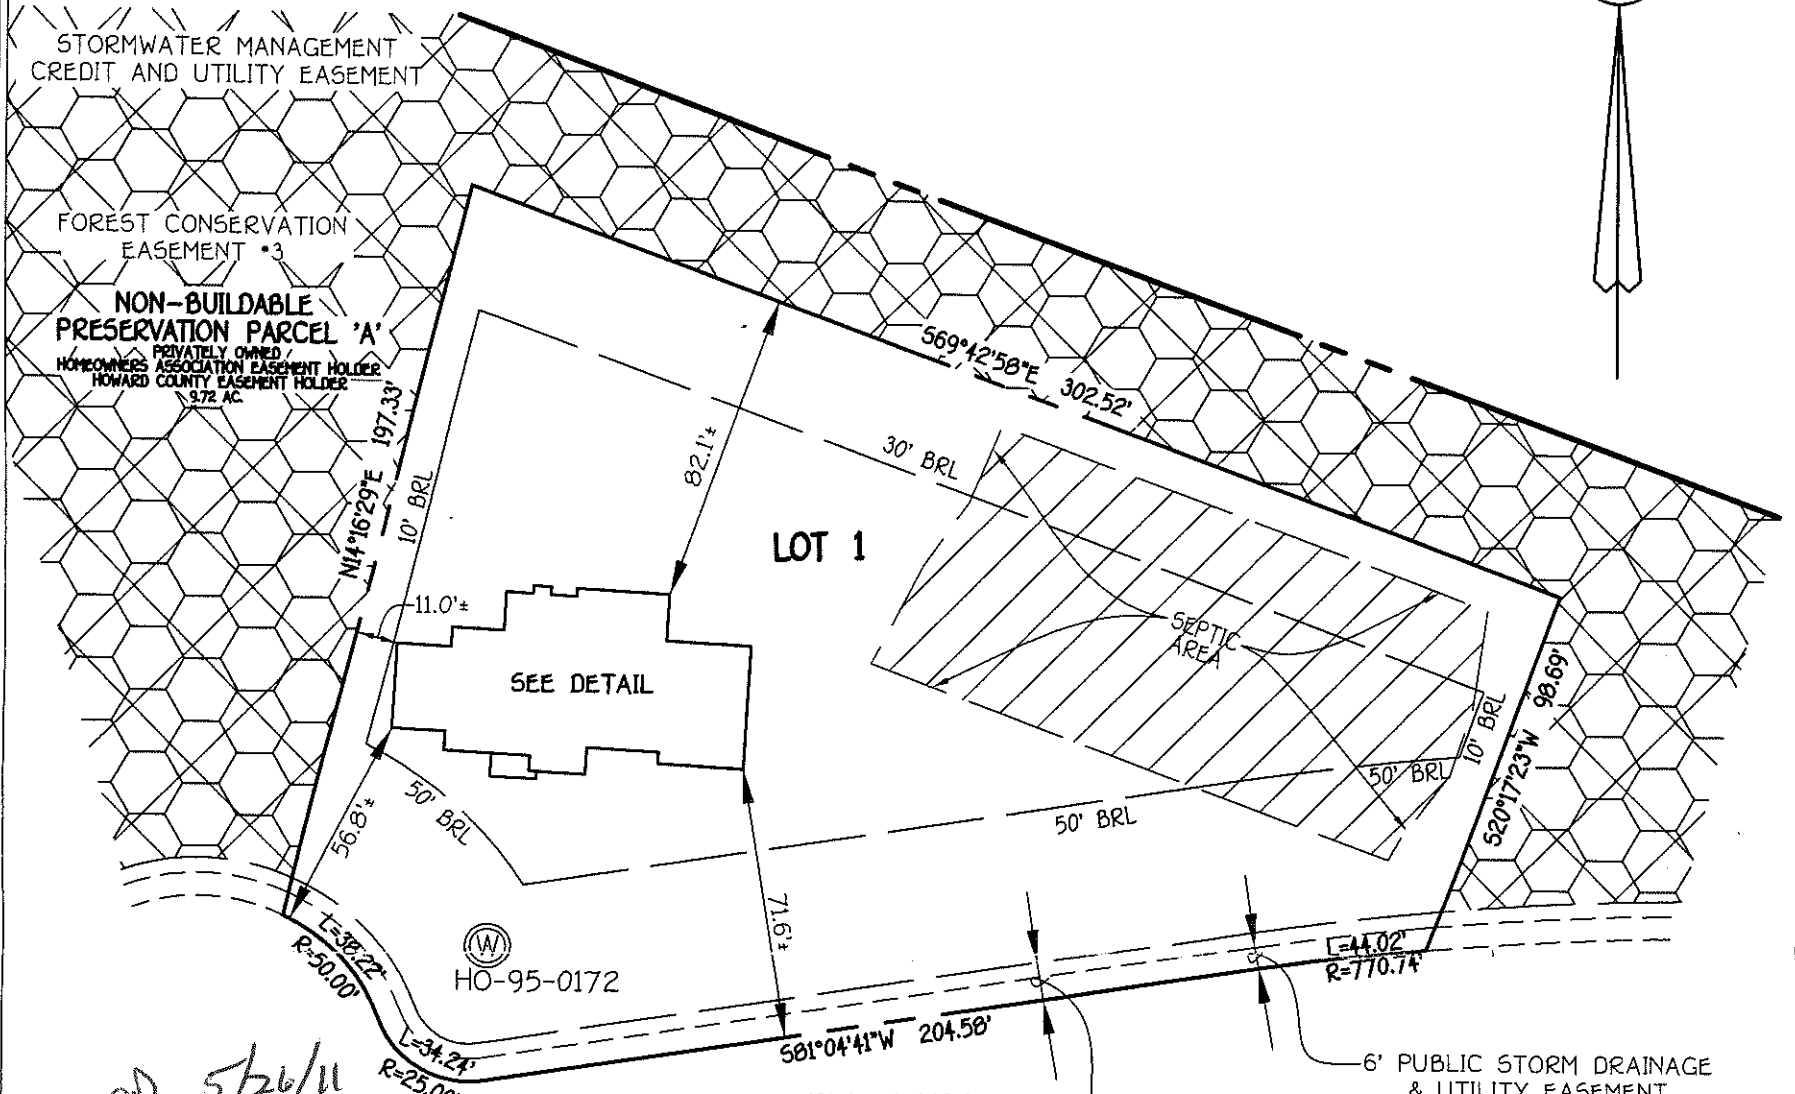 STORMWATER MANAGEMENT
CREDIT AND UTILITY EASEMENT
FOREST CONSERVATION
EASEMENT •3
NON-BUILDABLE
PRESERVATION PARCEL 'A'
PRIVATELY OWNED
HOMEOWNERS ASSOCIATION EASEMENT HOLDER
HOWARD COUNTY EASEMENT HOLDER
9.72 AC.
N14°16'29"E 197.33'
10' BRL
82.1'±
S69°42'58"E 302.52'
30' BRL
LOT 1
11.0'±
SEE DETAIL
SEPTIC
AREA
S20°17'23"W 98.69'
10' BRL
50' BRL
50' BRL
50' BRL
56.8'±
71.6'±
L=38.22'
R=50.00'
W
HO-95-0172
L=34.24'
R=25.00'
S81°04'41"W 204.58'
L=44.02'
R=770.74'
6' PUBLIC STORM DRAINAGE
& UTILITY EASEMENT
5/26/11